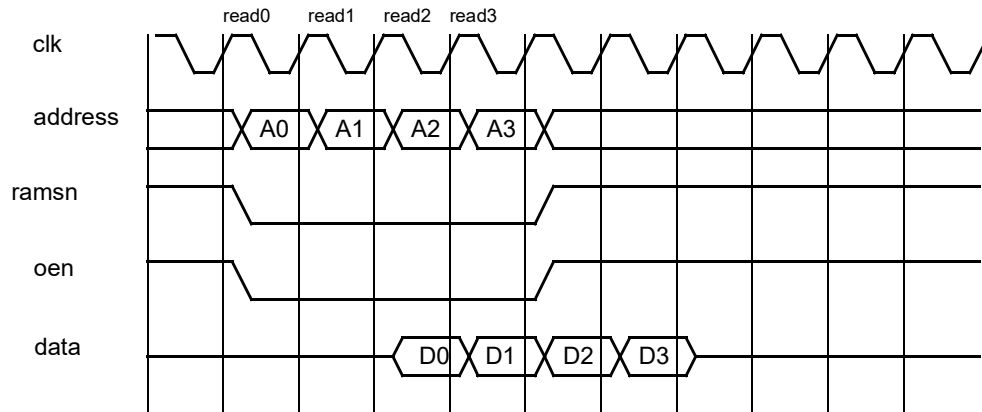 read0 read1 read2 read3
clk
address A0 A1 A2 A3
ramsn
oen
data D0 D1 D2 D3